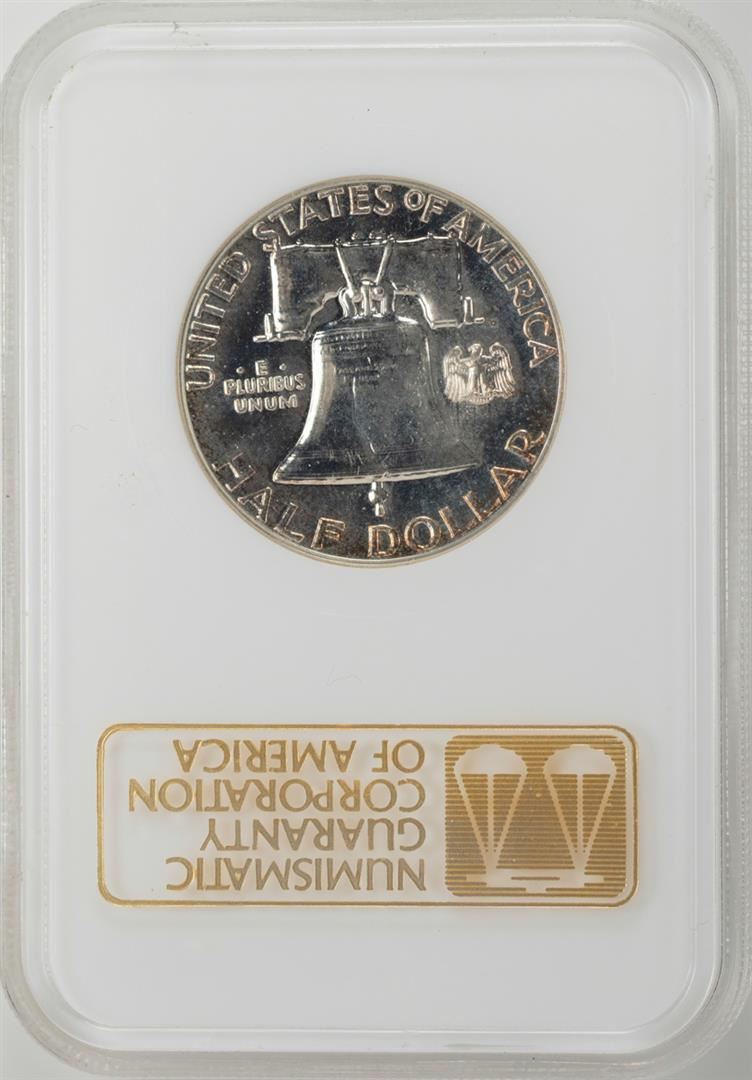 UNITED STATES OF AMERICA
· E ·
PLURIBUS
UNUM
HALF DOLLAR
NUMISMATIC
GUARANTY
CORPORATION
OF AMERICA